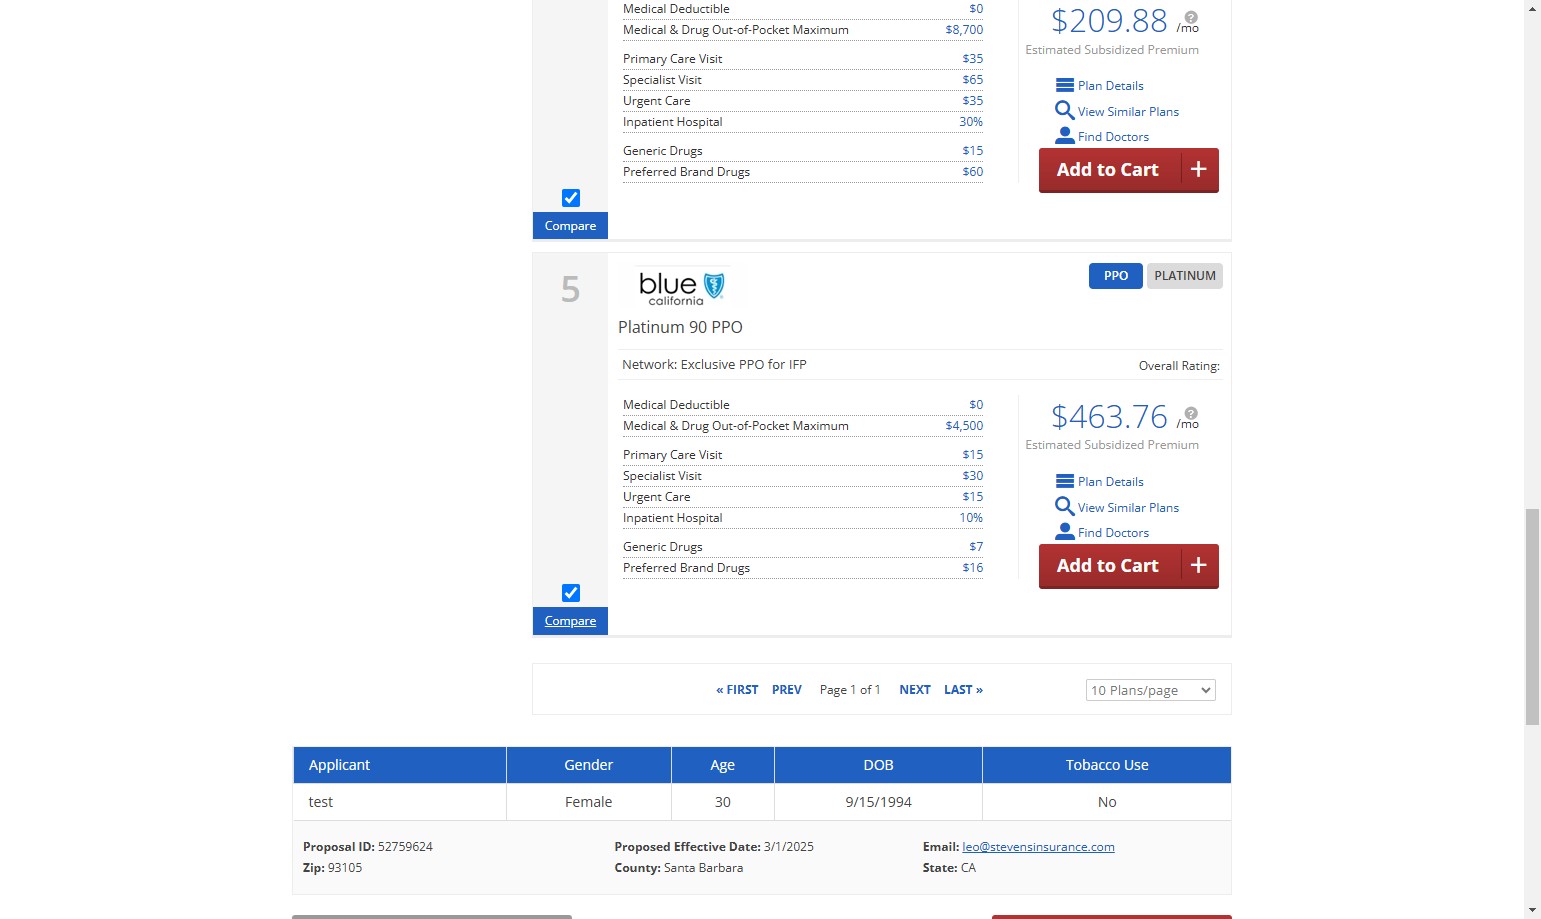 Medical Deductible $0
Medical & Drug Out-of-Pocket Maximum $8,700
Primary Care Visit $35
Specialist Visit $65
Urgent Care $35
Inpatient Hospital 30%
Generic Drugs $15
Preferred Brand Drugs $60
$209.88 /mo
?
Estimated Subsidized Premium
Plan Details
View Similar Plans
Find Doctors
Add to Cart +
Compare
5
blue
california
PPO PLATINUM
Platinum 90 PPO
Network: Exclusive PPO for IFP Overall Rating:
Medical Deductible $0
Medical & Drug Out-of-Pocket Maximum $4,500
Primary Care Visit $15
Specialist Visit $30
Urgent Care $15
Inpatient Hospital 10%
Generic Drugs $7
Preferred Brand Drugs $16
$463.76 /mo
?
Estimated Subsidized Premium
Plan Details
View Similar Plans
Find Doctors
Add to Cart +
Compare
« FIRST PREV Page 1 of 1 NEXT LAST » 10 Plans/page
Applicant Gender Age DOB Tobacco Use
test Female 30 9/15/1994 No
Proposal ID: 52759624 Proposed Effective Date: 3/1/2025 Email: leo@stevensinsurance.com
Zip: 93105 County: Santa Barbara State: CA